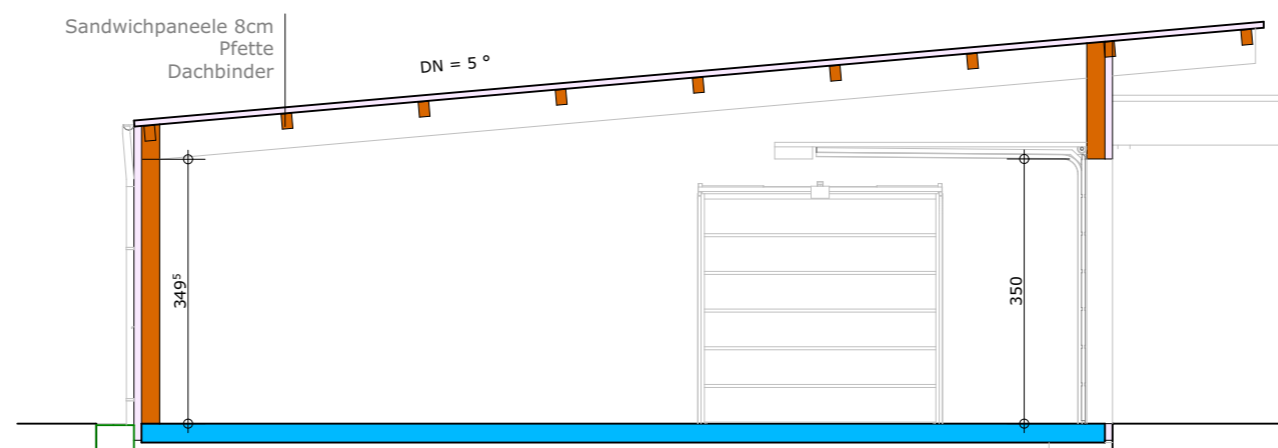 Sandwichpaneele 8cm
Pfette
Dachbinder
DN = 5 °
349⁵
350